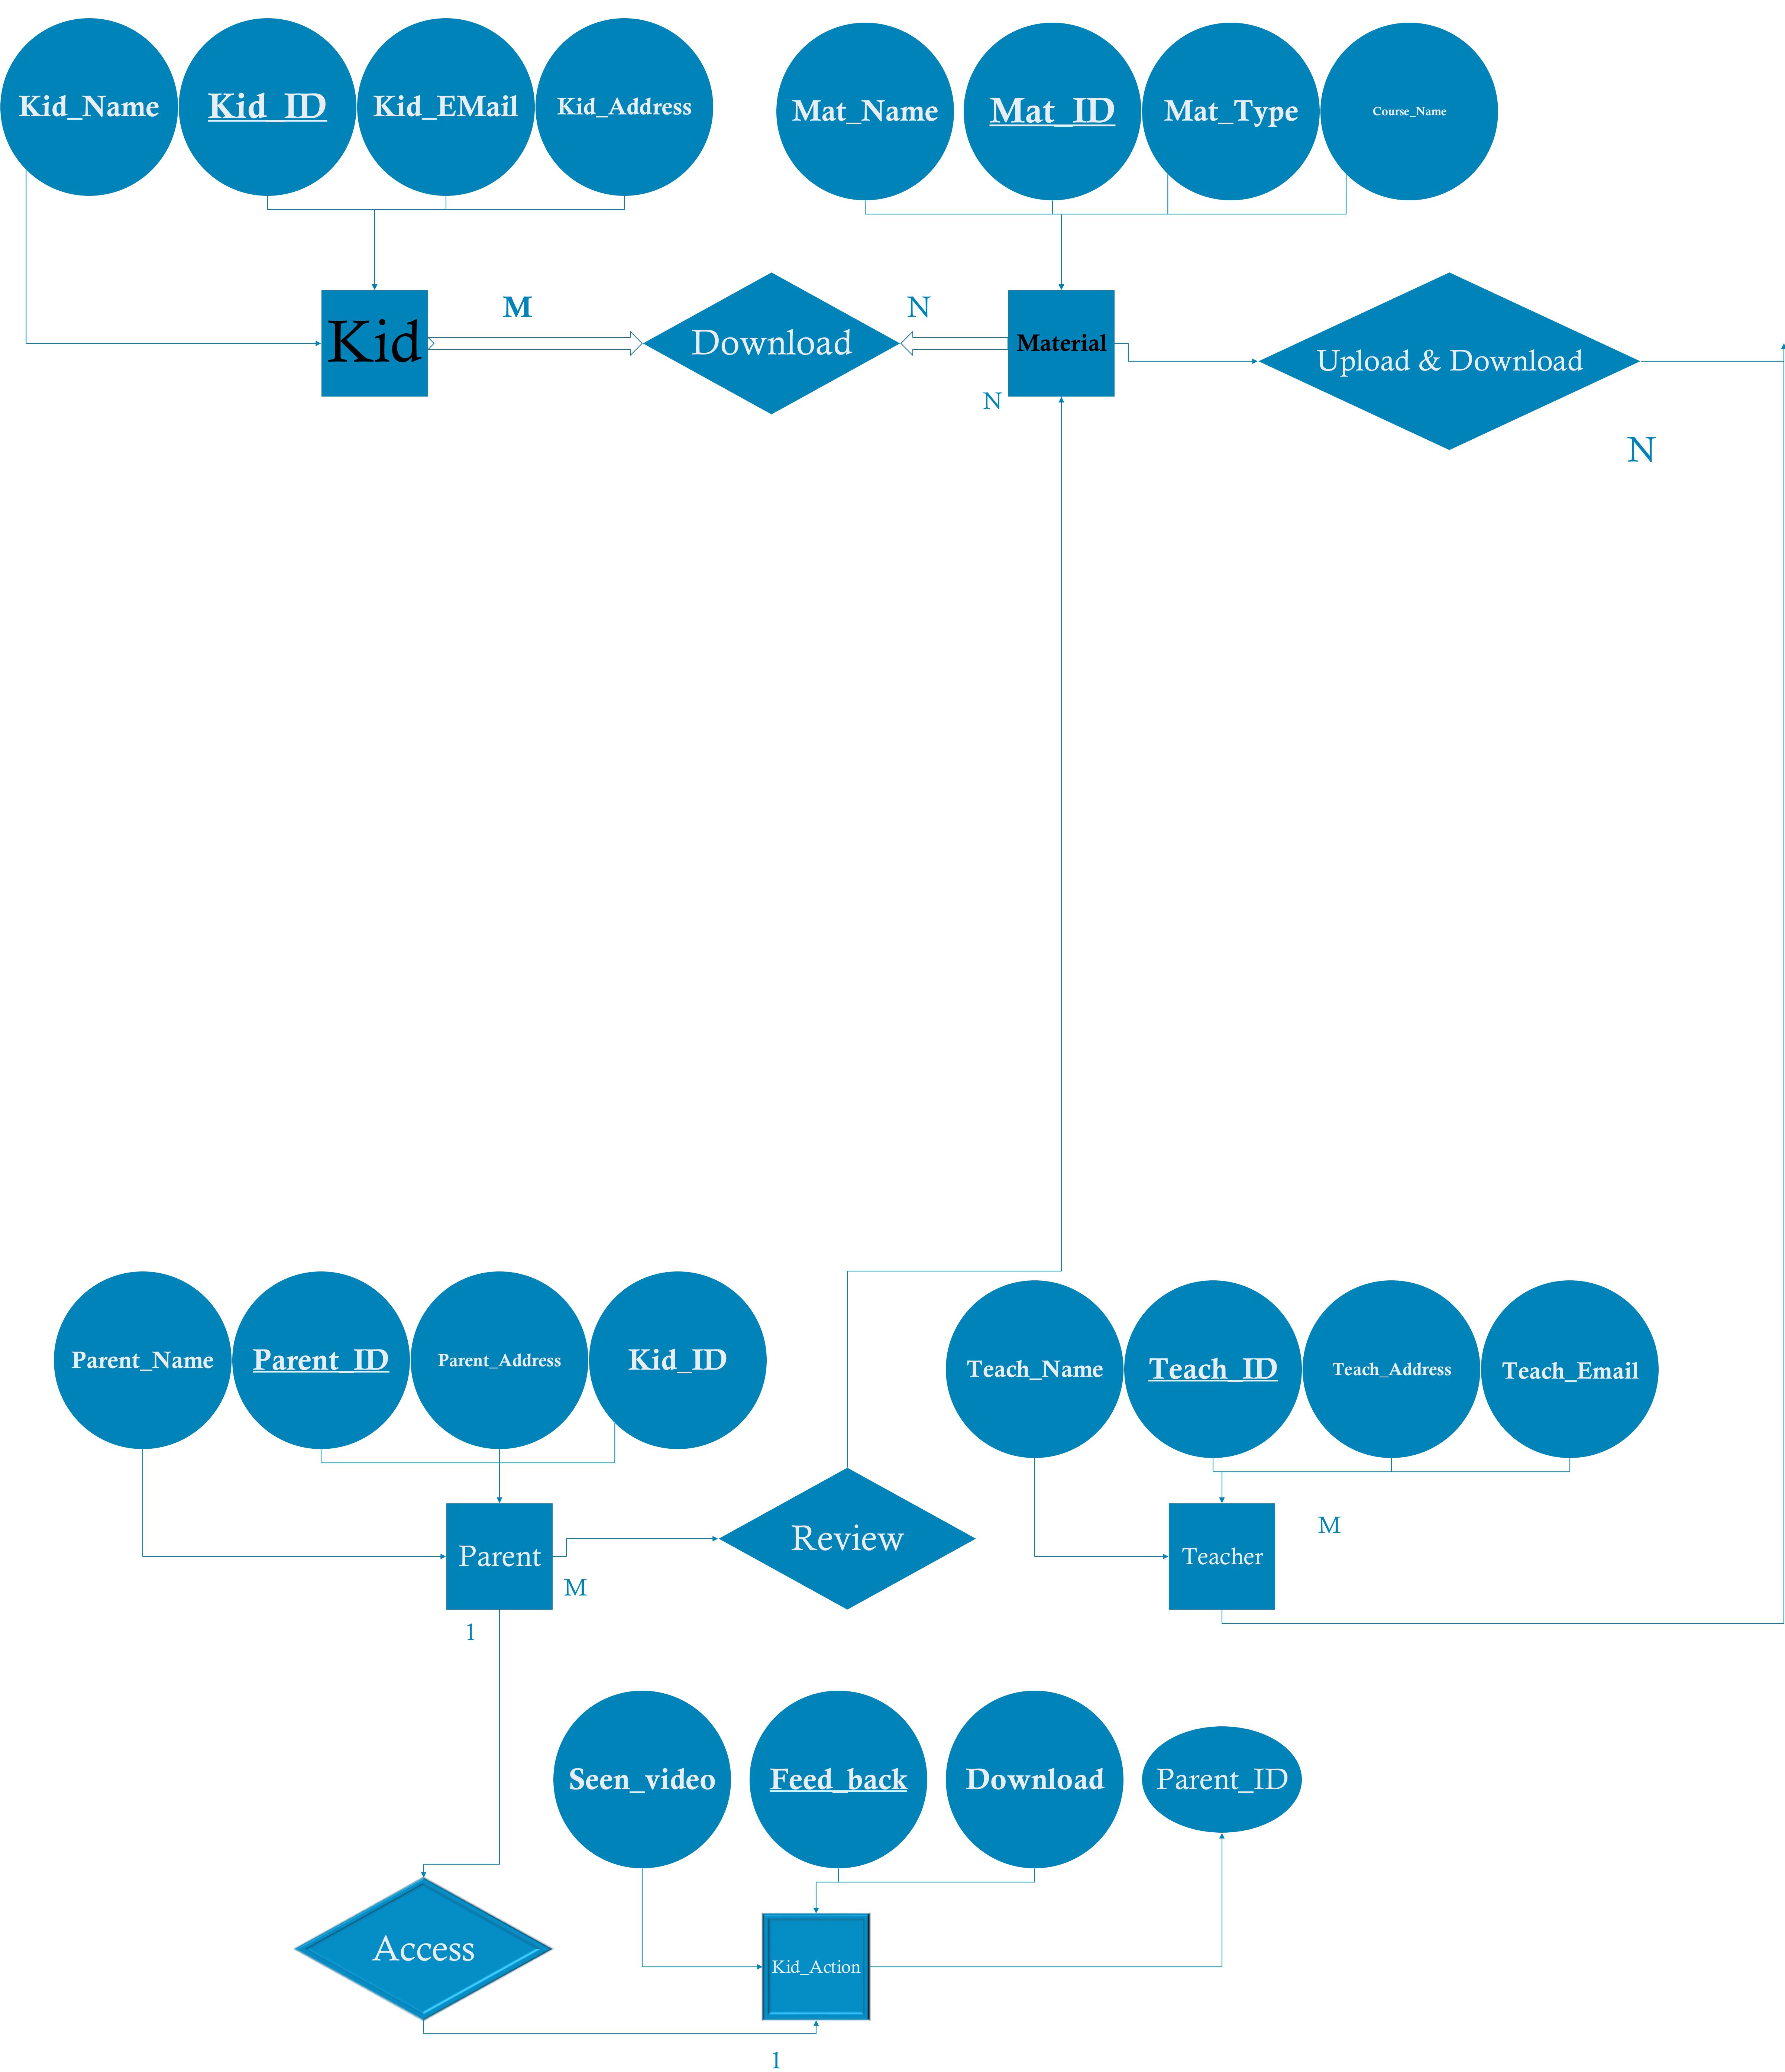 Kid_Name
Kid_ID
Kid_EMail
Kid_Address
Mat_Name
Mat_ID
Mat_Type
Course_Name
Kid
M
Download
N
Material
Upload & Download
N
N
Parent_Name
Parent_ID
Parent_Address
Kid_ID
Teach_Name
Teach_ID
Teach_Address
Teach_Email
Parent
M
Review
Teacher
M
1
Seen_video
Feed_back
Download
Parent_ID
Access
Kid_Action
1